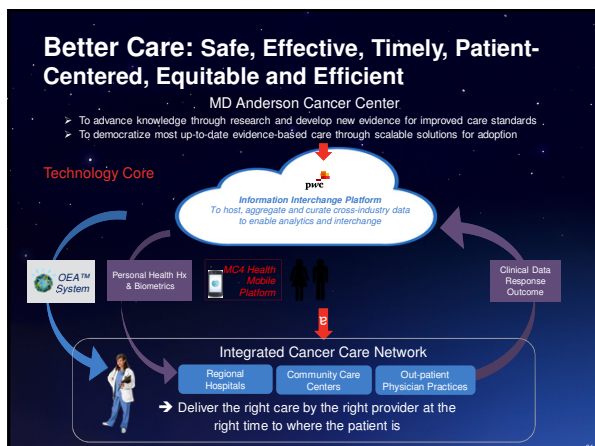 Better Care: Safe, Effective, Timely, Patient-
Centered, Equitable and Efficient
MD Anderson Cancer Center
➢ To advance knowledge through research and develop new evidence for improved care standards
➢ To democratize most up-to-date evidence-based care through scalable solutions for adoption
Technology Core
pwc
Information Interchange Platform
To host, aggregate and curate cross-industry data
to enable analytics and interchange
OEA™
System
Personal Health Hx
& Biometrics
MC4 Health
Mobile
Platform
Clinical Data
Response
Outcome
Integrated Cancer Care Network
Regional
Hospitals
Community Care
Centers
Out-patient
Physician Practices
➔ Deliver the right care by the right provider at the
right time to where the patient is